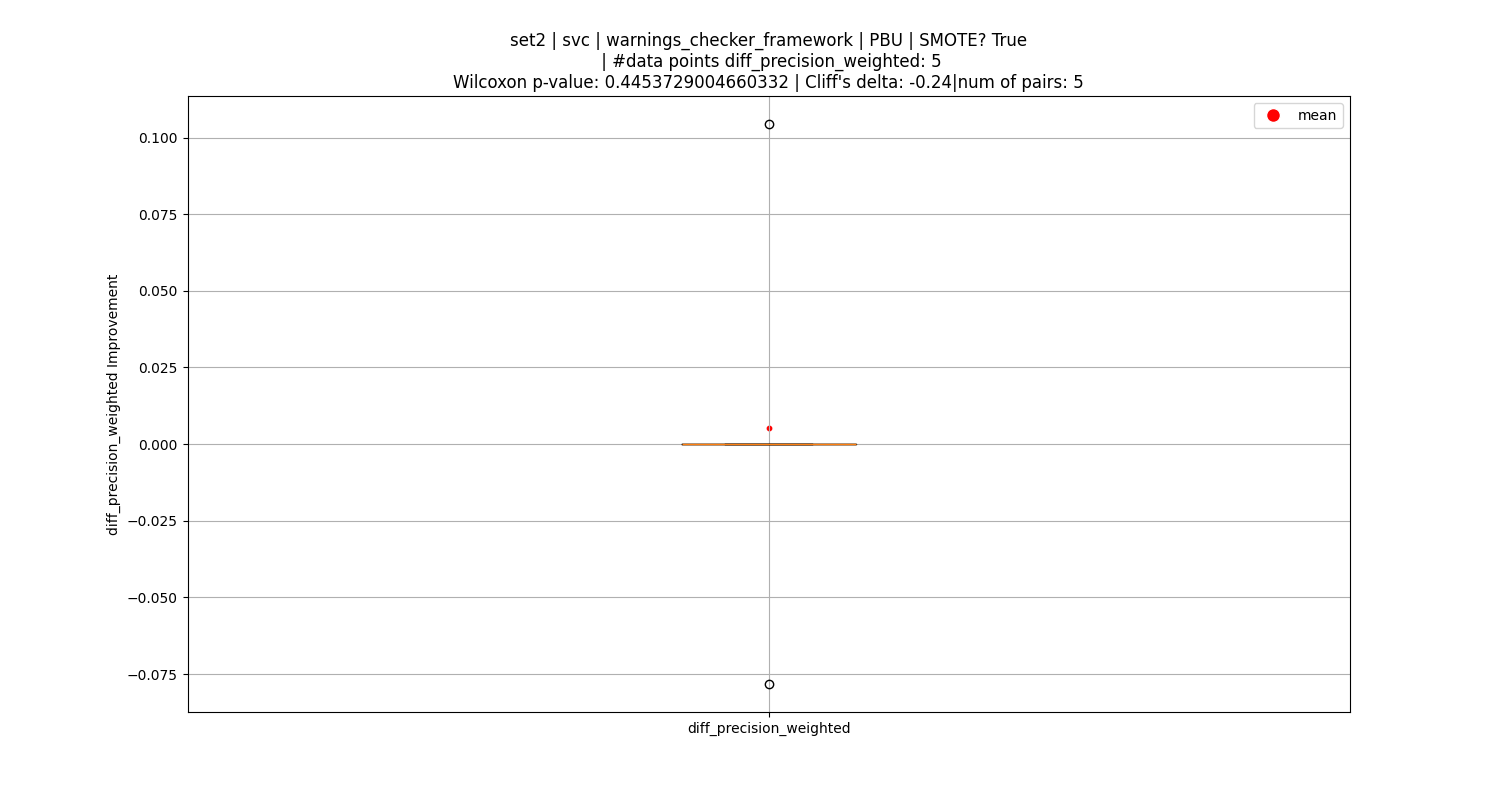 set2 | svc | warnings_checker_framework | PBU | SMOTE? True
| #data points diff_precision_weighted: 5
Wilcoxon p-value: 0.4453729004660332 | Cliff's delta: -0.24|num of pairs: 5
mean
0.100
0.075
0.050
0.025
0.000
−0.025
−0.050
−0.075
diff_precision_weighted Improvement
diff_precision_weighted